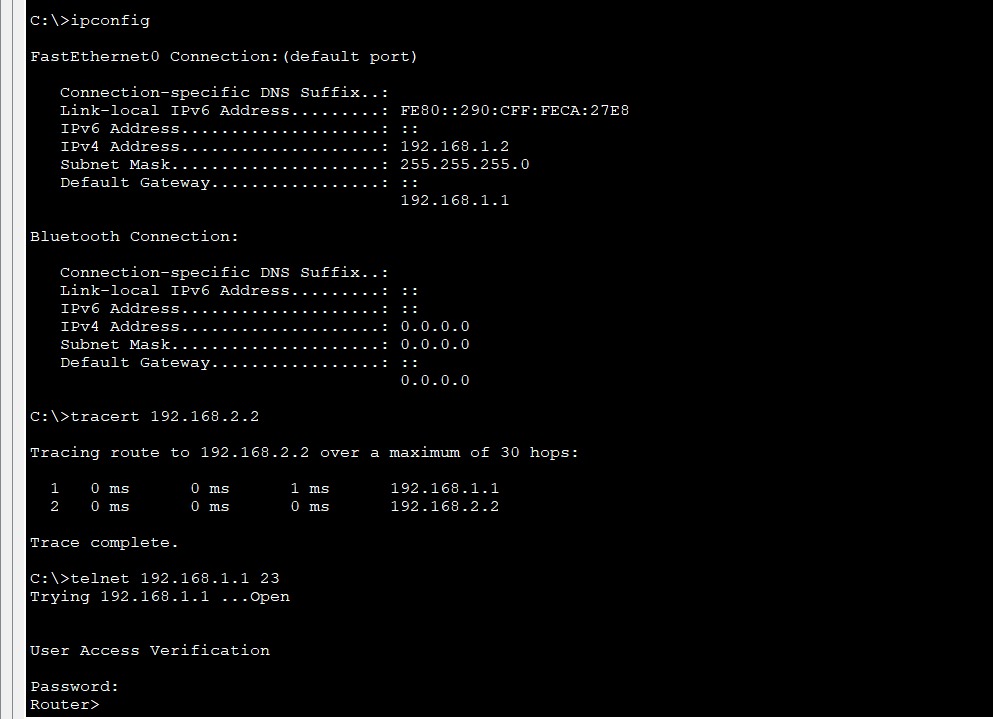 C:\>ipconfig
FastEthernet0 Connection:(default port)
Connection-specific DNS Suffix..:
Link-local IPv6 Address.........: FE80::290:CFF:FECA:27E8
IPv6 Address....................: ::
IPv4 Address....................: 192.168.1.2
Subnet Mask.....................: 255.255.255.0
Default Gateway.................: ::
192.168.1.1
Bluetooth Connection:
Connection-specific DNS Suffix..:
Link-local IPv6 Address.........: ::
IPv6 Address....................: ::
IPv4 Address....................: 0.0.0.0
Subnet Mask.....................: 0.0.0.0
Default Gateway.................: ::
0.0.0.0
C:\>tracert 192.168.2.2
Tracing route to 192.168.2.2 over a maximum of 30 hops:
1 0 ms 0 ms 1 ms 192.168.1.1
2 0 ms 0 ms 0 ms 192.168.2.2
Trace complete.
C:\>telnet 192.168.1.1 23
Trying 192.168.1.1 ...Open
User Access Verification
Password:
Router>